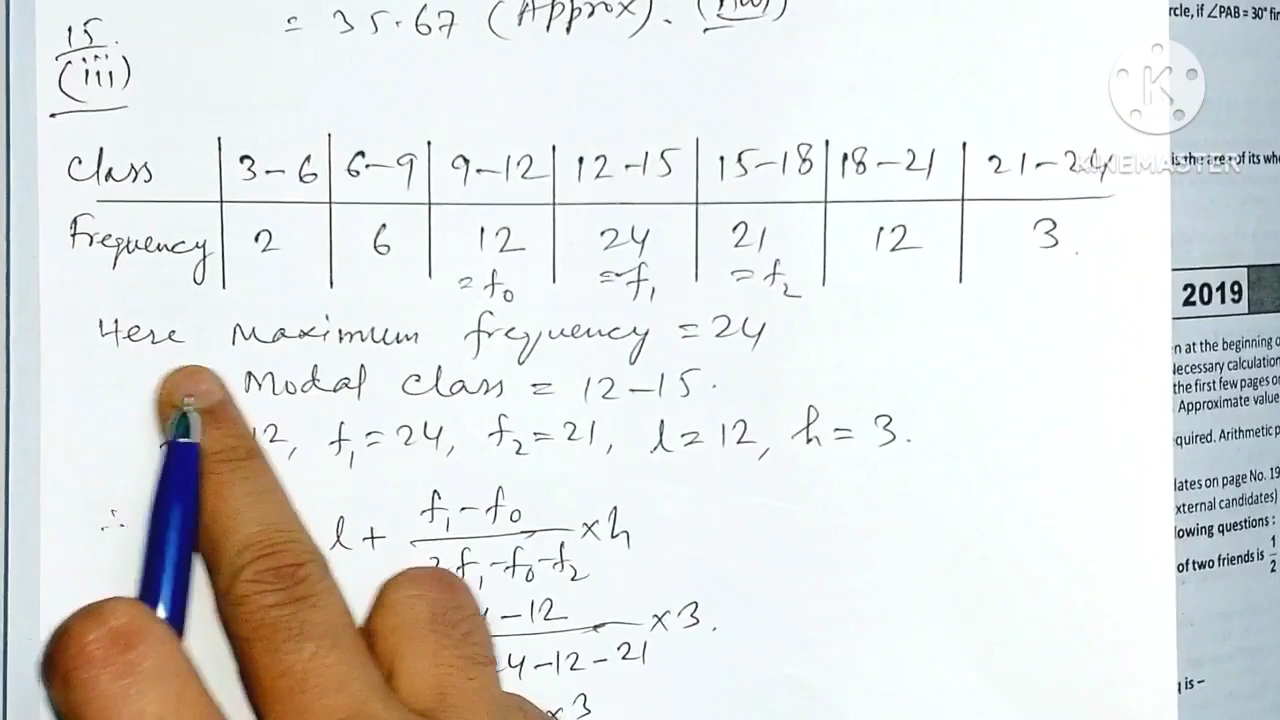 = 35.67 (Approx).
15.
(iii)
Class | 3-6 | 6-9 | 9-12 | 12-15 | 15-18 | 18-21 | 21-24
Frequency | 2 | 6 | 12 | 24 | 21 | 12 | 3.
= f₀ = f₁ = f₂
Here Maximum frequency = 24
Modal class = 12-15.
12, f₁ = 24, f₂ = 21, l = 12, h = 3.
∴ l + (f₁ - f₀)/(2f₁ - f₀ - f₂) × h
- 12 × 3.
4 - 12 - 21
× 3
K
KINEMASTER
rcle, if ∠PAB = 30° fi
is the area of its wh
2019
n at the beginning o
Necessary calculation
the first few pages o
Approximate value
quired. Arithmetic p
lates on page No. 19
xternal candidates)
lowing questions :
of two friends is 1/2
is –